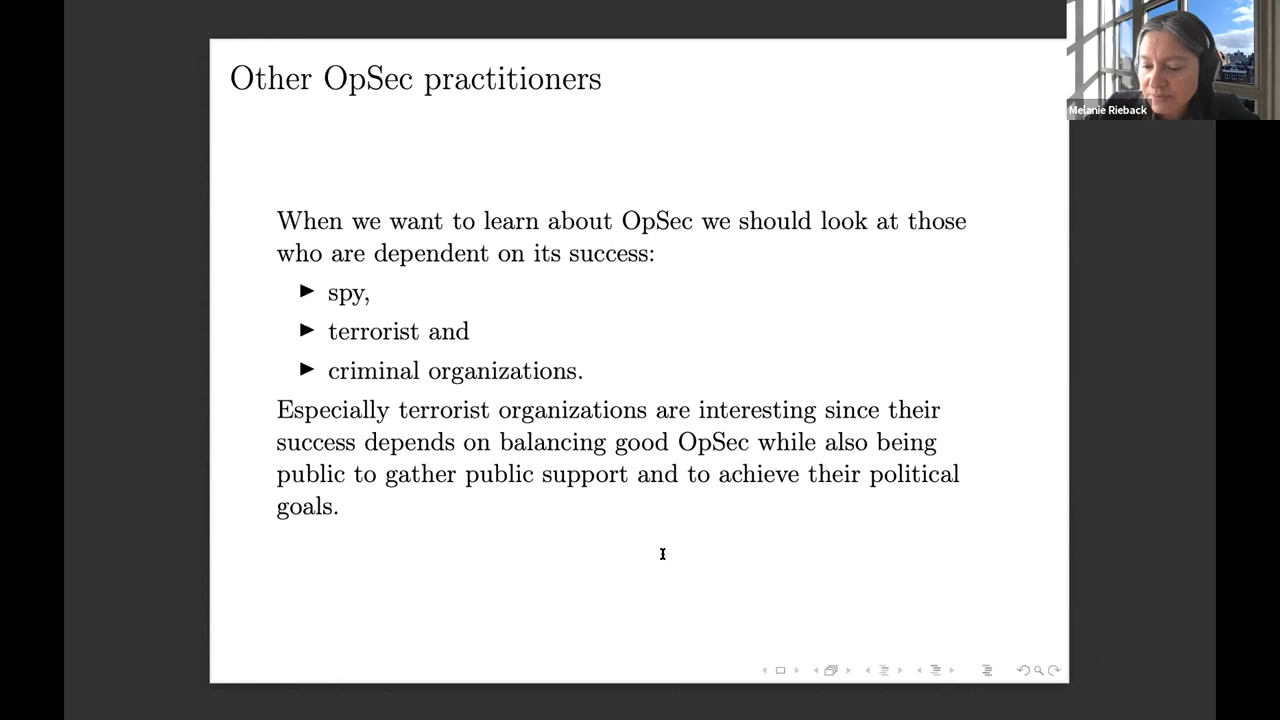 Other OpSec practitioners
Melanie Rieback
When we want to learn about OpSec we should look at those
who are dependent on its success:
▶ spy,
▶ terrorist and
▶ criminal organizations.
Especially terrorist organizations are interesting since their
success depends on balancing good OpSec while also being
public to gather public support and to achieve their political
goals.